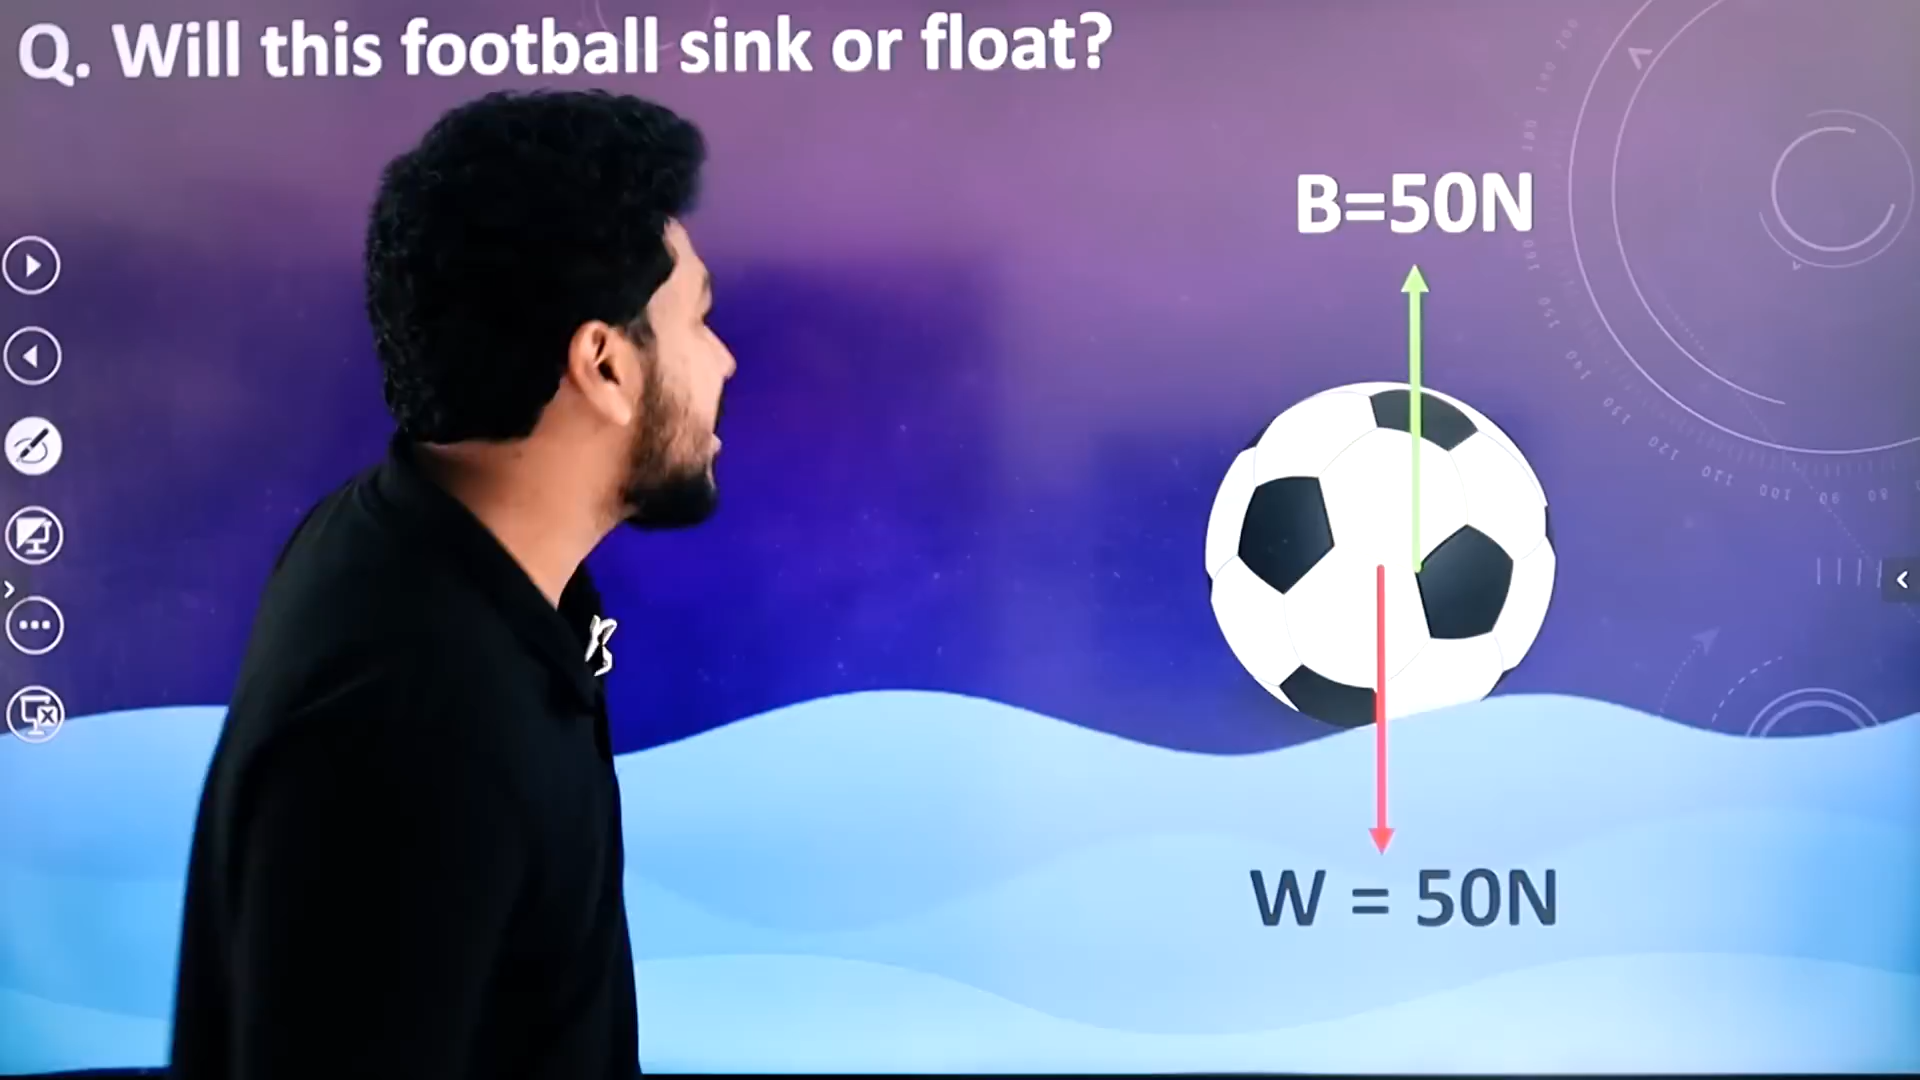 Q. Will this football sink or float?
B=50N
W = 50N